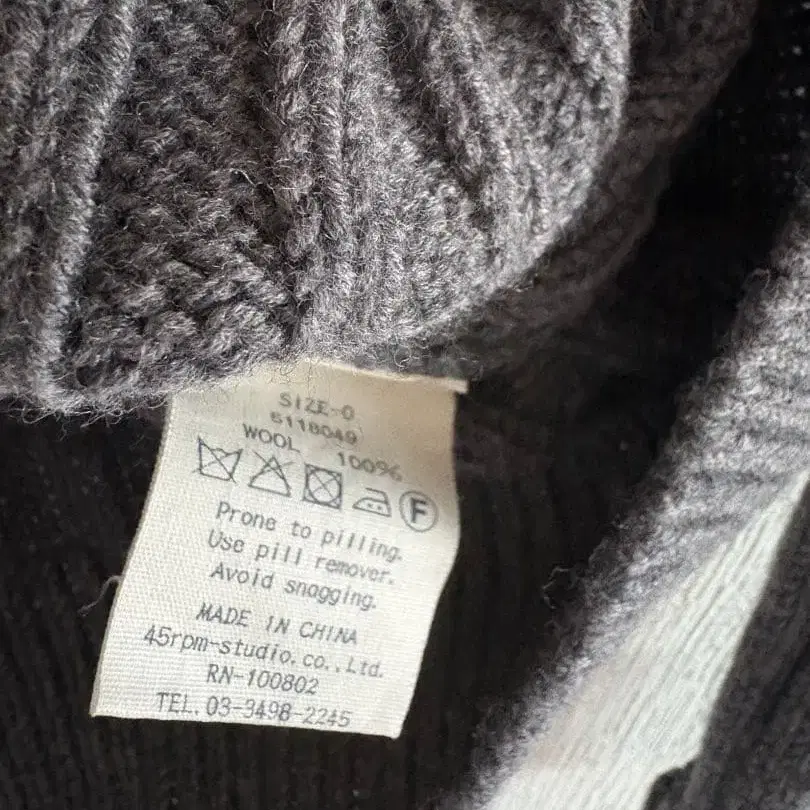 SIZE-0
5118049
WOOL 100%
F
Prone to pilling.
Use pill remover.
Avoid snagging.
MADE IN CHINA
45rpm-studio.co.,Ltd.
RN-100802
TEL.03-3498-2245